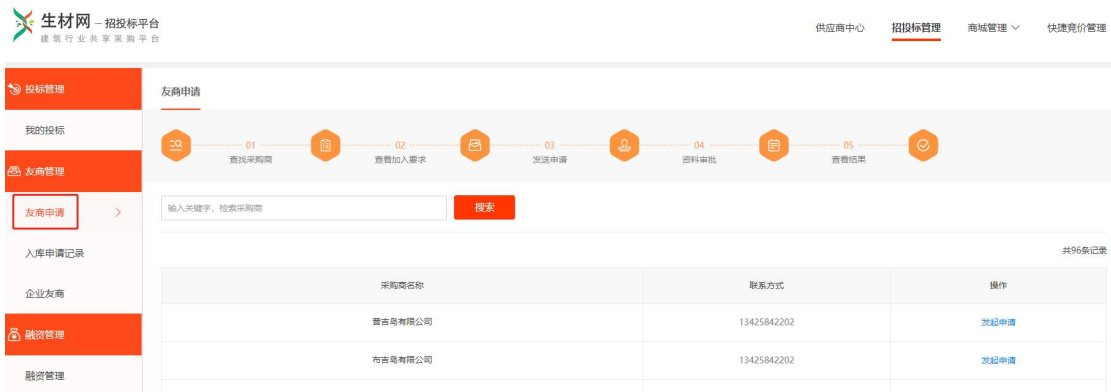 生材网 – 招投标平台
建筑行业共享采购平台
供应商中心 招投标管理 商城管理 快捷竞价管理
投标管理
我的投标
友商管理
友商申请
入库申请记录
企业友商
融资管理
融资管理
友商申请
01 查找采购商
02 查看加入要求
03 发送申请
04 资料审批
05 查看结果
输入关键字，检索采购商 搜索
共96条记录
采购商名称 联系方式 操作
普吉岛有限公司 13425842202 发起申请
布吉岛有限公司 13425842202 发起申请